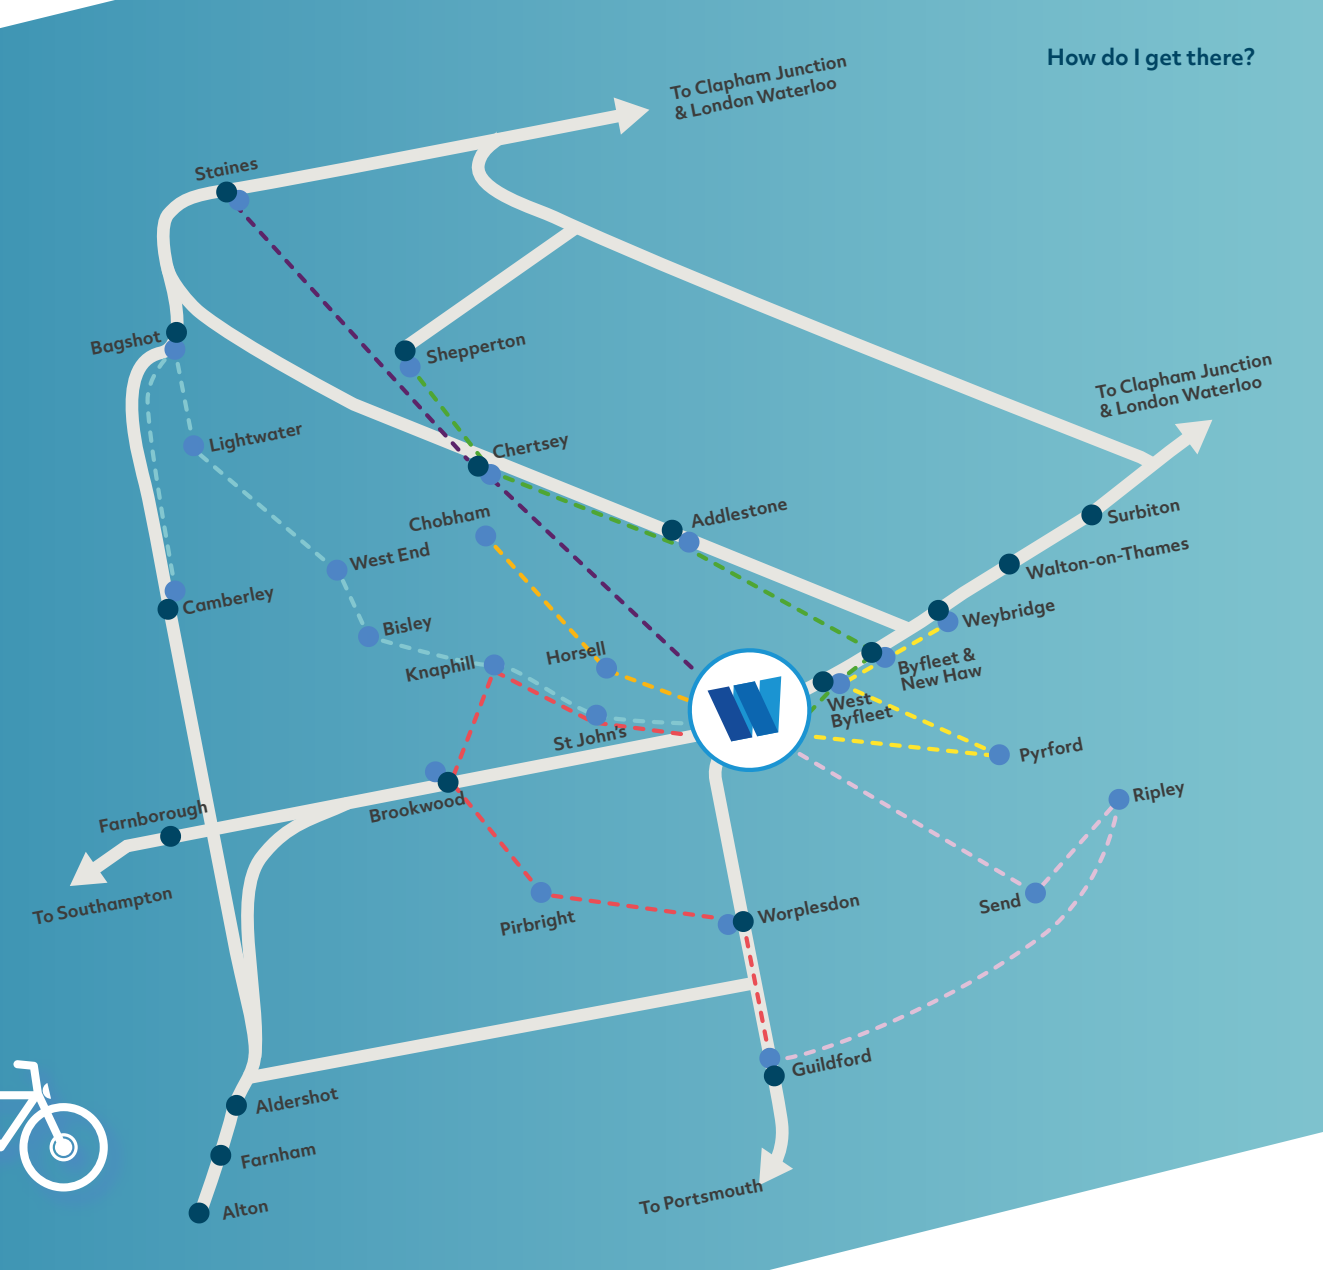 How do I get there?
To Clapham Junction
& London Waterloo
Staines
Bagshot
Shepperton
To Clapham Junction
& London Waterloo
Lightwater
Chertsey
Chobham
Addlestone
Surbiton
West End
Walton-on-Thames
Camberley
Weybridge
Bisley
Horsell
Byfleet &
New Haw
Knaphill
West
Byfleet
St John's
Pyrford
Brookwood
Ripley
Farnborough
To Southampton
Send
Pirbright
Worplesdon
Guildford
Aldershot
Farnham
To Portsmouth
Alton